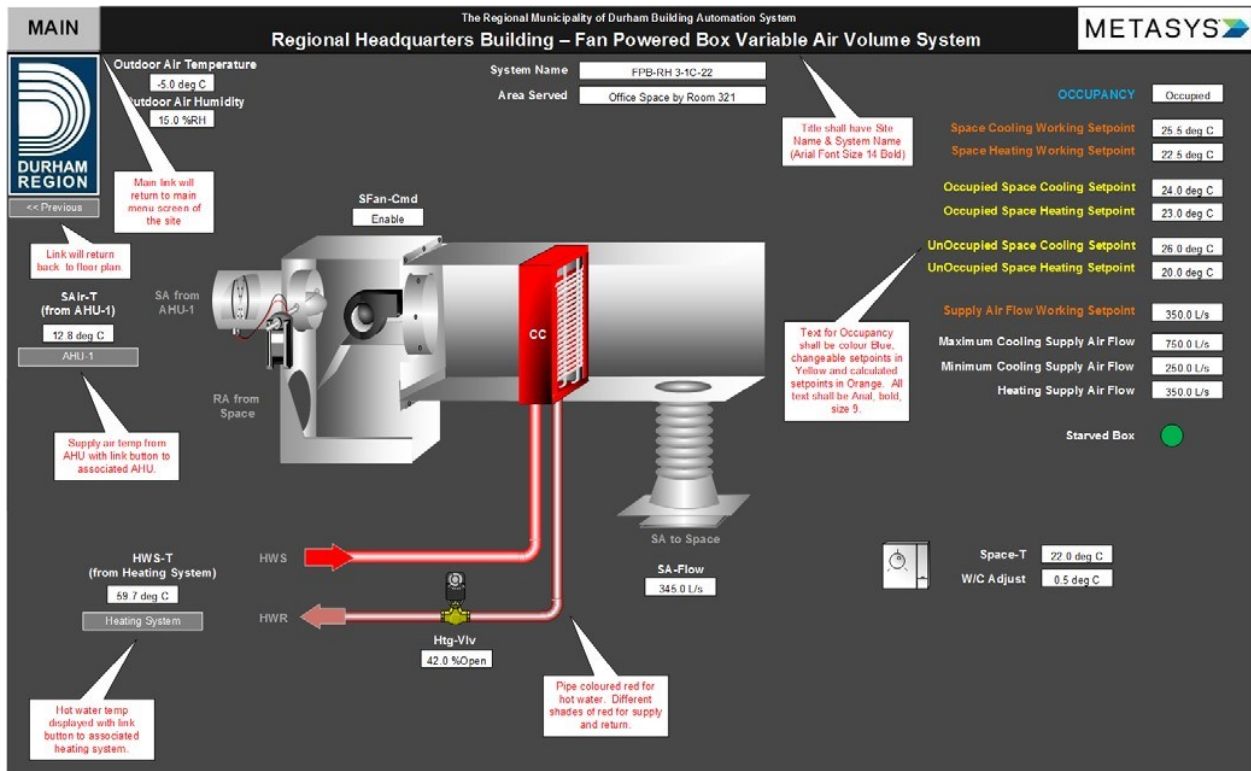 MAIN
The Regional Municipality of Durham Building Automation System
Regional Headquarters Building – Fan Powered Box Variable Air Volume System
METASYS
DURHAM
REGION
<< Previous
Outdoor Air Temperature
-5.0 deg C
Outdoor Air Humidity
15.0 %RH
System Name
FPB-RH 3-1C-22
Area Served
Office Space by Room 321
Title shall have Site
Name & System Name
(Arial Font Size 14 Bold)
Main link will
return to main
menu screen of
the site
Link will return
back to floor plan.
OCCUPANCY
Occupied
Space Cooling Working Setpoint
25.5 deg C
Space Heating Working Setpoint
22.5 deg C
Occupied Space Cooling Setpoint
24.0 deg C
Occupied Space Heating Setpoint
23.0 deg C
UnOccupied Space Cooling Setpoint
26.0 deg C
UnOccupied Space Heating Setpoint
20.0 deg C
Supply Air Flow Working Setpoint
350.0 L/s
Maximum Cooling Supply Air Flow
750.0 L/s
Minimum Cooling Supply Air Flow
250.0 L/s
Heating Supply Air Flow
350.0 L/s
Starved Box
Text for Occupancy
shall be colour Blue,
changeable setpoints in
Yellow and calculated
setpoints in Orange. All
text shall be Arial, bold,
size 9.
SFan-Cmd
Enable
SAir-T
(from AHU-1)
12.8 deg C
AHU-1
SA from
AHU-1
RA from
Space
CC
Supply air temp from
AHU with link button to
associated AHU.
SA to Space
SA-Flow
345.0 L/s
Space-T
22.0 deg C
W/C Adjust
0.5 deg C
HWS-T
(from Heating System)
59.7 deg C
Heating System
HWS
HWR
Htg-Vlv
42.0 %Open
Hot water temp
displayed with link
button to associated
heating system.
Pipe coloured red for
hot water. Different
shades of red for supply
and return.